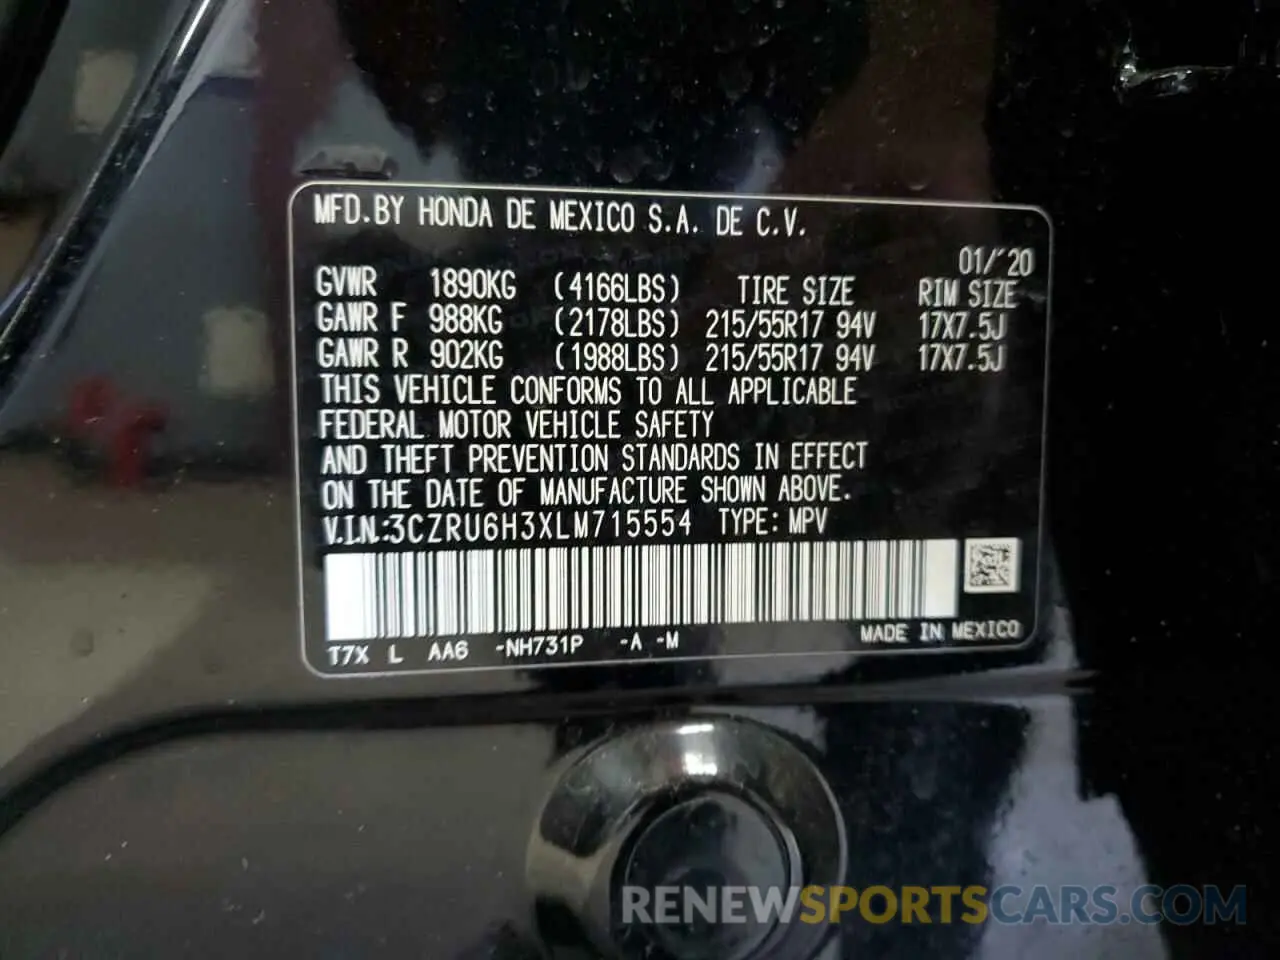 MFD.BY HONDA DE MEXICO S.A. DE C.V.
01/'20
GVWR 1890KG (4166LBS) TIRE SIZE RIM SIZE
GAWR F 988KG (2178LBS) 215/55R17 94V 17X7.5J
GAWR R 902KG (1988LBS) 215/55R17 94V 17X7.5J
THIS VEHICLE CONFORMS TO ALL APPLICABLE
FEDERAL MOTOR VEHICLE SAFETY
AND THEFT PREVENTION STANDARDS IN EFFECT
ON THE DATE OF MANUFACTURE SHOWN ABOVE.
V.I.N.:3CZRU6H3XLM715554 TYPE: MPV
T7X L AA6 -NH731P -A -M MADE IN MEXICO
RENEWSPORTSCARS.COM